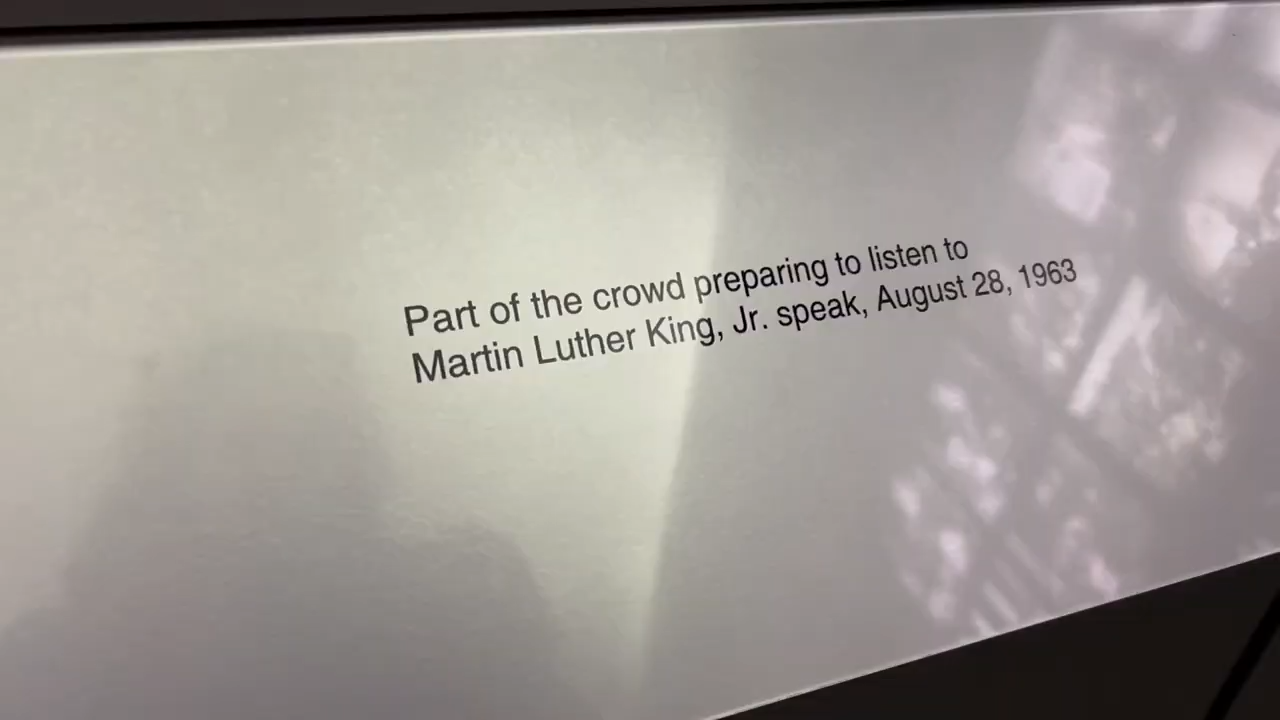 Part of the crowd preparing to listen to
Martin Luther King, Jr. speak, August 28, 1963